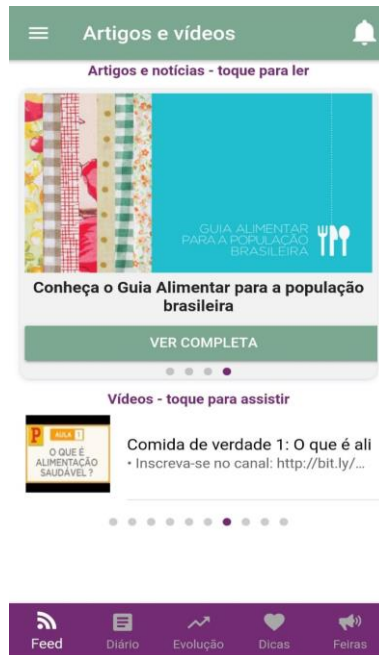 Artigos e vídeos
Artigos e notícias - toque para ler
GUIA ALIMENTAR
PARA A POPULAÇÃO
BRASILEIRA
Conheça o Guia Alimentar para a população
brasileira
VER COMPLETA
Vídeos - toque para assistir
P AULA 1
O QUE É
ALIMENTAÇÃO
SAUDÁVEL?
Comida de verdade 1: O que é ali
• Inscreva-se no canal: http://bit.ly/...
Feed Diário Evolução Dicas Feiras